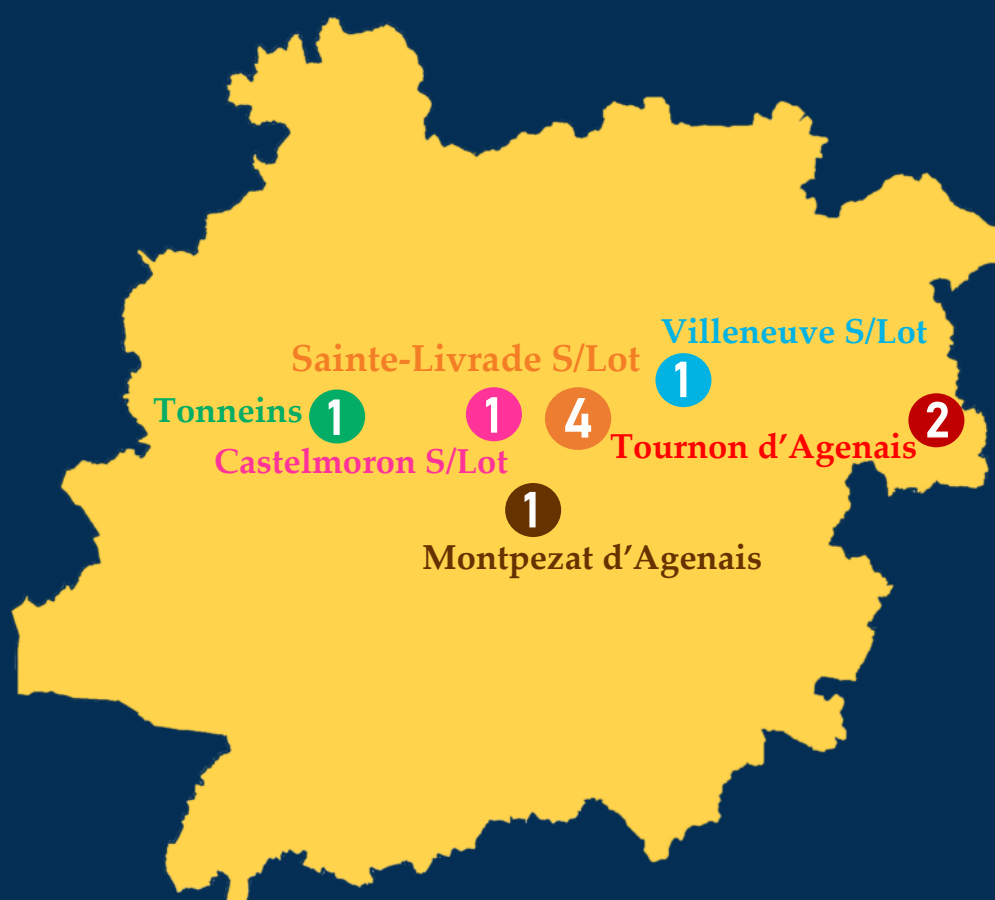 Villeneuve S/Lot
1
Sainte-Livrade S/Lot
4
Tonneins 1
1
Castelmoron S/Lot
2
Tournon d’Agenais
1
Montpezat d’Agenais